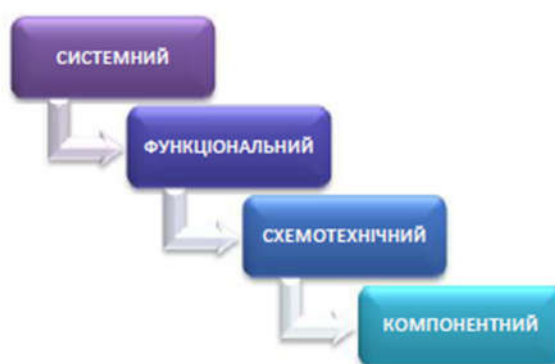 СИСТЕМНИЙ
ФУНКЦІОНАЛЬНИЙ
СХЕМОТЕХНІЧНИЙ
КОМПОНЕНТНИЙ